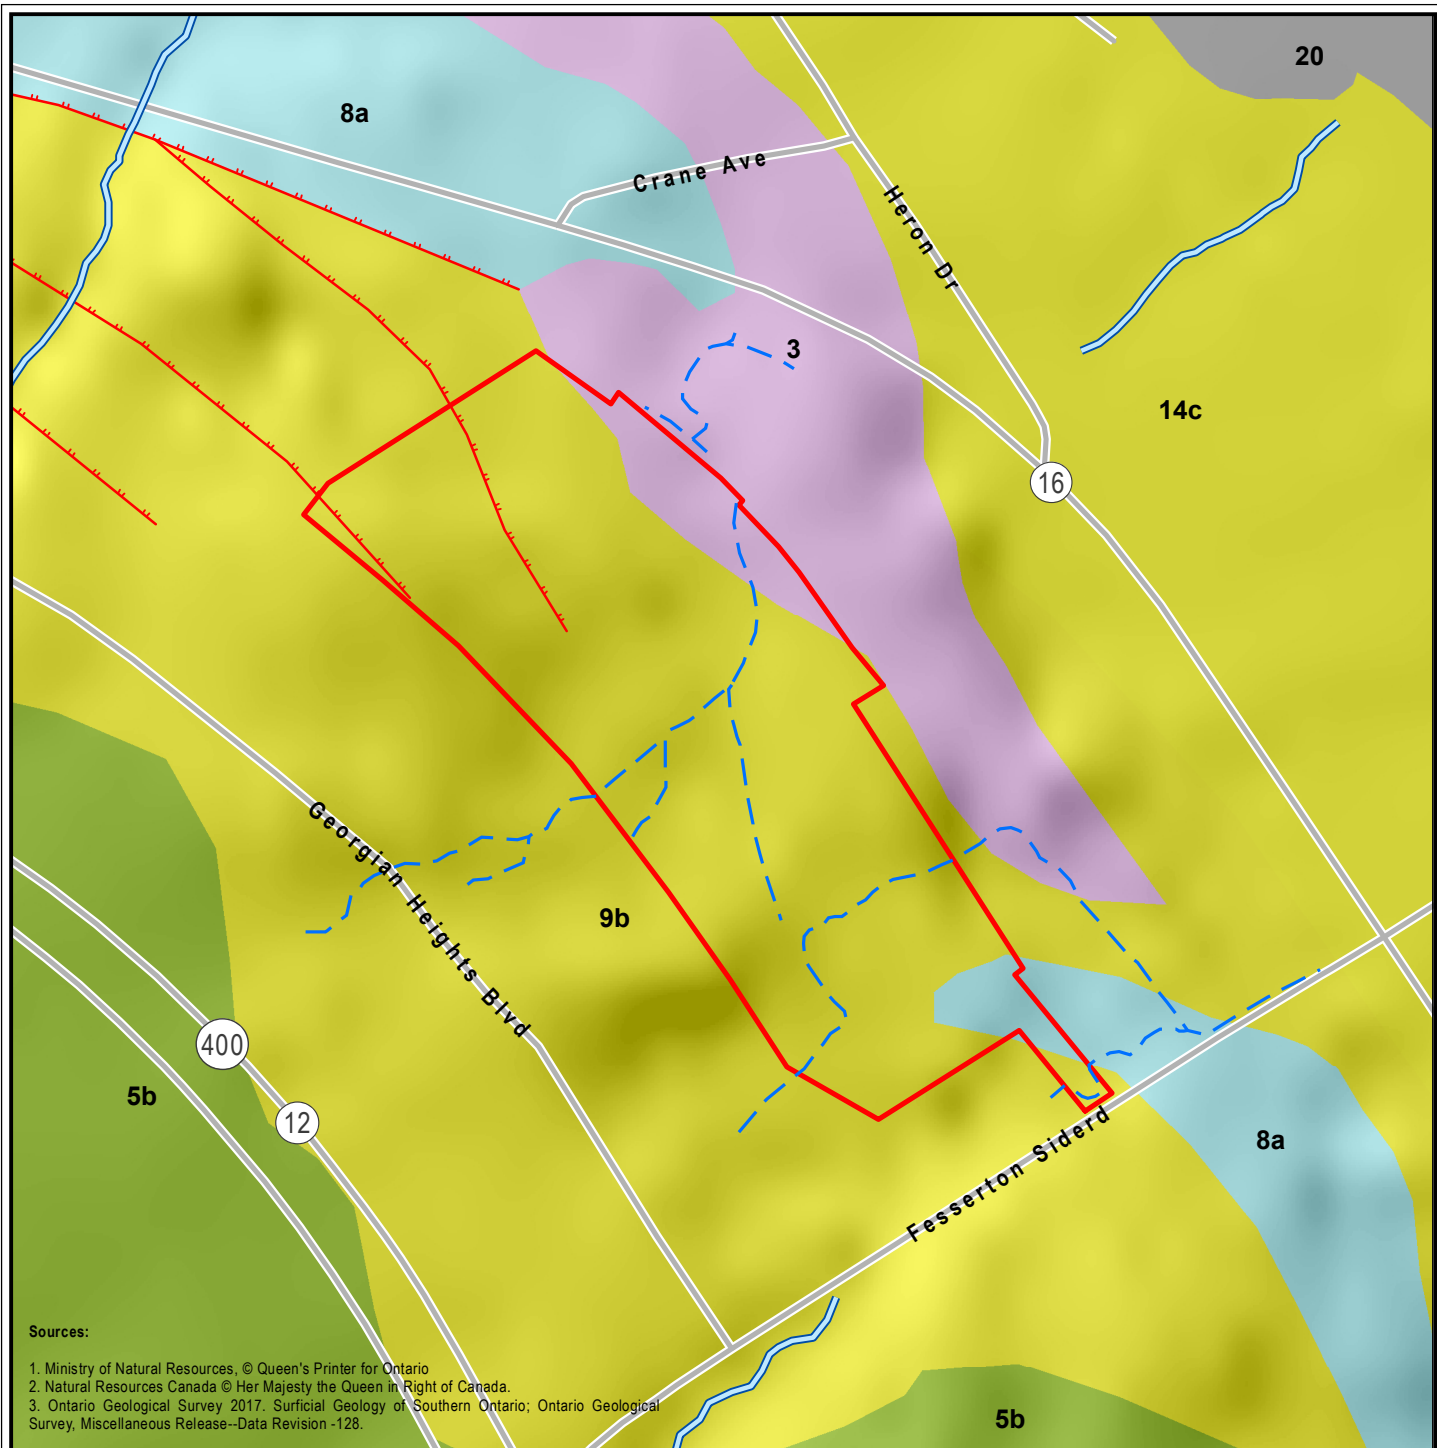 20
8a
Crane Ave
Heron Dr
3
14c
16
Georgian Heights Blvd
9b
400
5b
12
8a
Fesserton Siderd
5b
Sources:
1. Ministry of Natural Resources, © Queen's Printer for Ontario
2. Natural Resources Canada © Her Majesty the Queen in Right of Canada.
3. Ontario Geological Survey 2017. Surficial Geology of Southern Ontario; Ontario Geological
Survey, Miscellaneous Release--Data Revision -128.